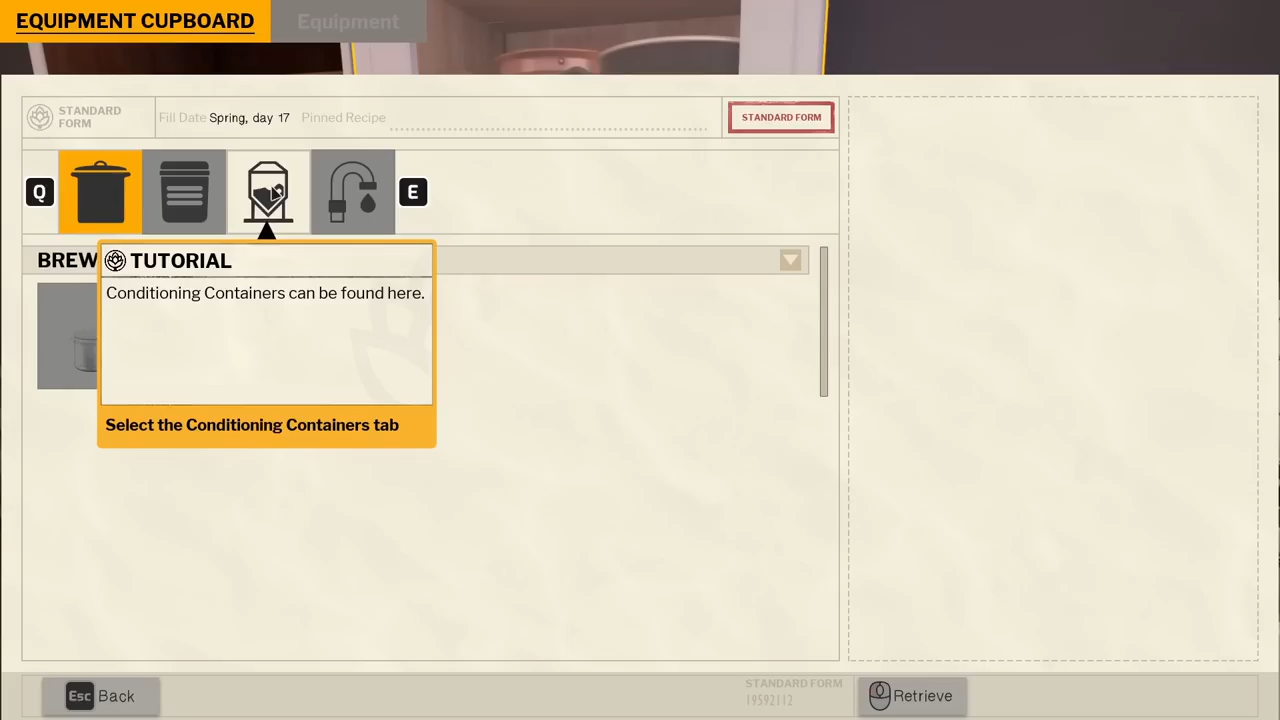 EQUIPMENT CUPBOARD
Equipment
STANDARD FORM
Fill Date Spring, day 17 Pinned Recipe
STANDARD FORM
Q
E
BREW
TUTORIAL
Conditioning Containers can be found here.
Select the Conditioning Containers tab
Esc Back
STANDARD FORM
19592112
Retrieve